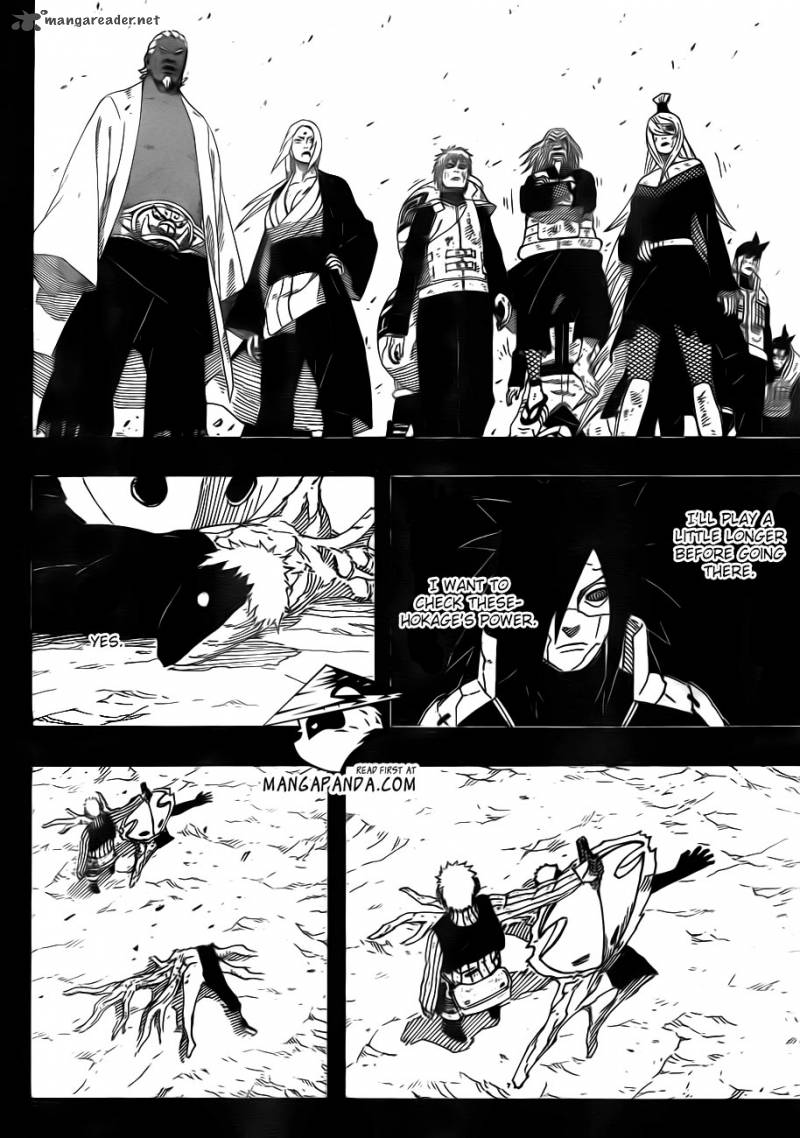 mangareader.net
I'LL PLAY A
LITTLE LONGER
BEFORE GOING
THERE.
I WANT TO
CHECK THESE-
HOKAGE'S POWER.
YES.
READ FIRST AT
MANGAPANDA.COM